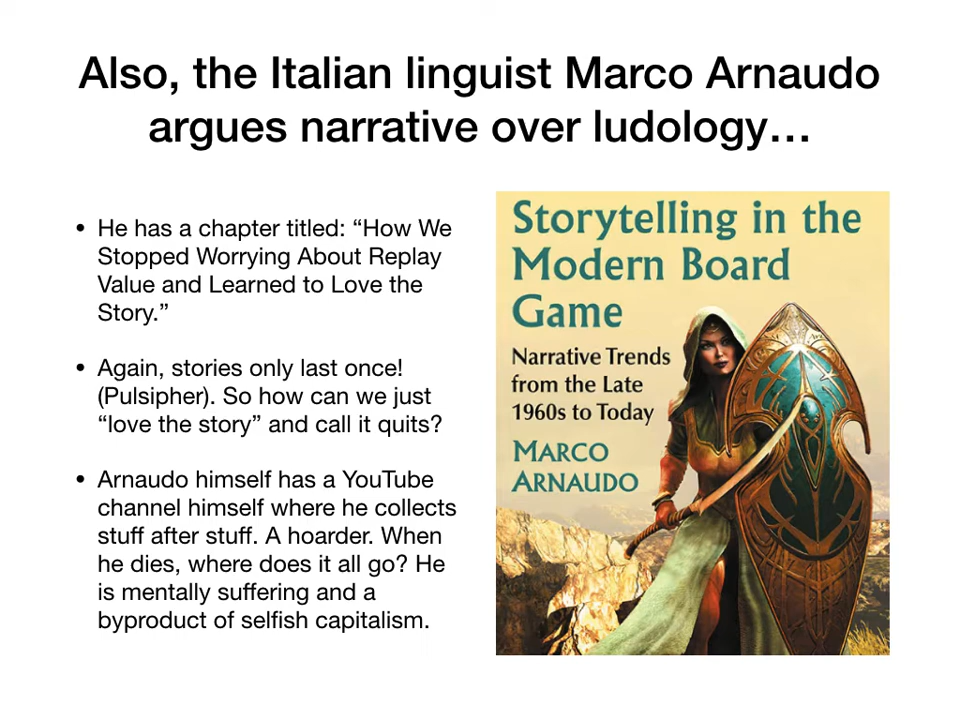 Also, the Italian linguist Marco Arnaudo
argues narrative over ludology…
• He has a chapter titled: “How We
Stopped Worrying About Replay
Value and Learned to Love the
Story.”
• Again, stories only last once!
(Pulsipher). So how can we just
“love the story” and call it quits?
• Arnaudo himself has a YouTube
channel himself where he collects
stuff after stuff. A hoarder. When
he dies, where does it all go? He
is mentally suffering and a
byproduct of selfish capitalism.
Storytelling in the
Modern Board
Game
Narrative Trends
from the Late
1960s to Today
MARCO
ARNAUDO